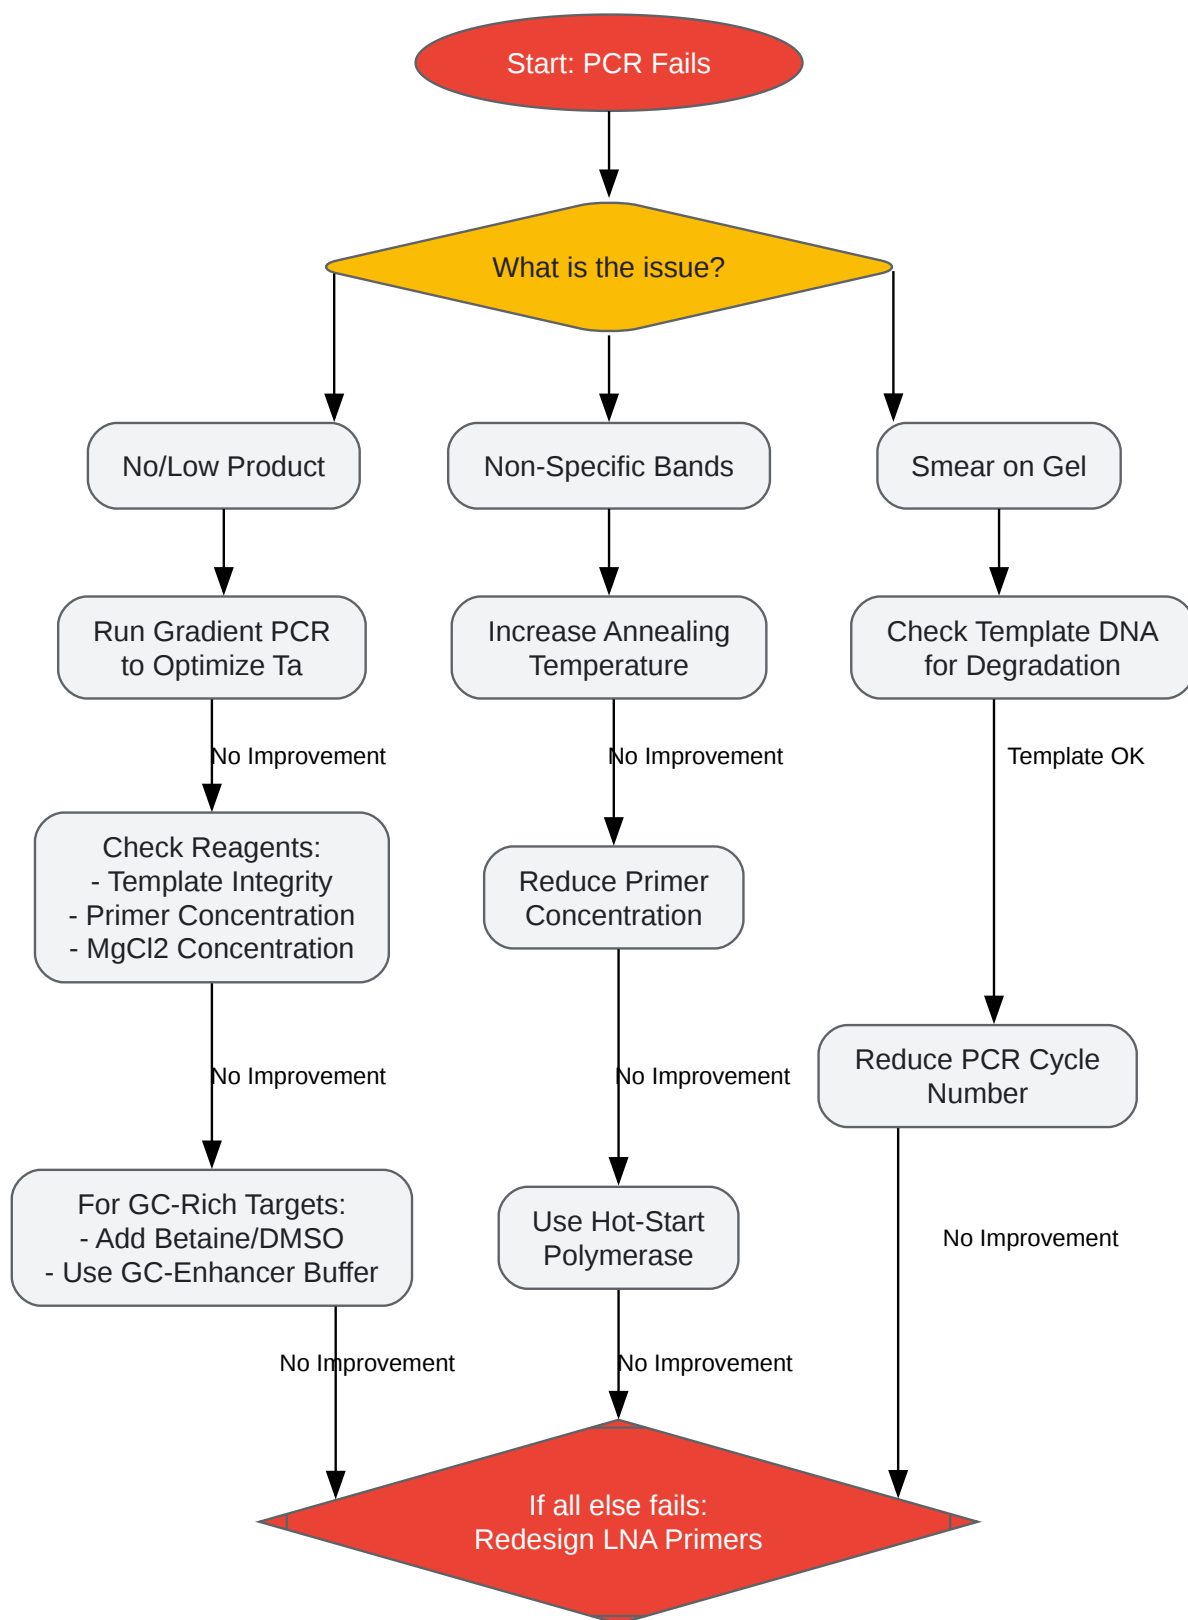 Start: PCR Fails
What is the issue?
No/Low Product
Non-Specific Bands
Smear on Gel
Run Gradient PCR
to Optimize Ta
Increase Annealing
Temperature
Check Template DNA
for Degradation
No Improvement
No Improvement
Template OK
Check Reagents:
- Template Integrity
- Primer Concentration
- MgCl2 Concentration
Reduce Primer
Concentration
Reduce PCR Cycle
Number
No Improvement
No Improvement
For GC-Rich Targets:
- Add Betaine/DMSO
- Use GC-Enhancer Buffer
Use Hot-Start
Polymerase
No Improvement
No Improvement
No Improvement
If all else fails:
Redesign LNA Primers